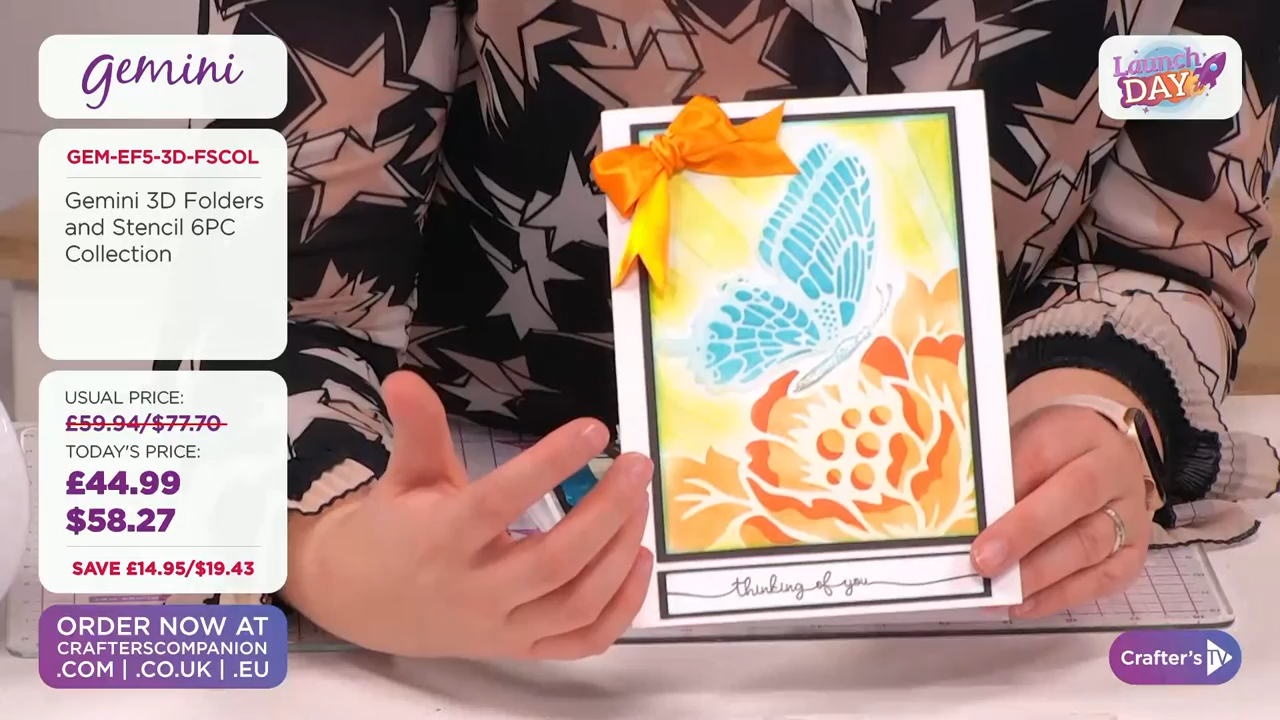 gemini
GEM-EF5-3D-FSCOL
Gemini 3D Folders
and Stencil 6PC
Collection
USUAL PRICE:
£59.94/$77.70
TODAY'S PRICE:
£44.99
$58.27
SAVE £14.95/$19.43
ORDER NOW AT
CRAFTERSCOMPANION
.COM | .CO.UK | .EU
Launch
DAY
thinking of you
Crafter's TV